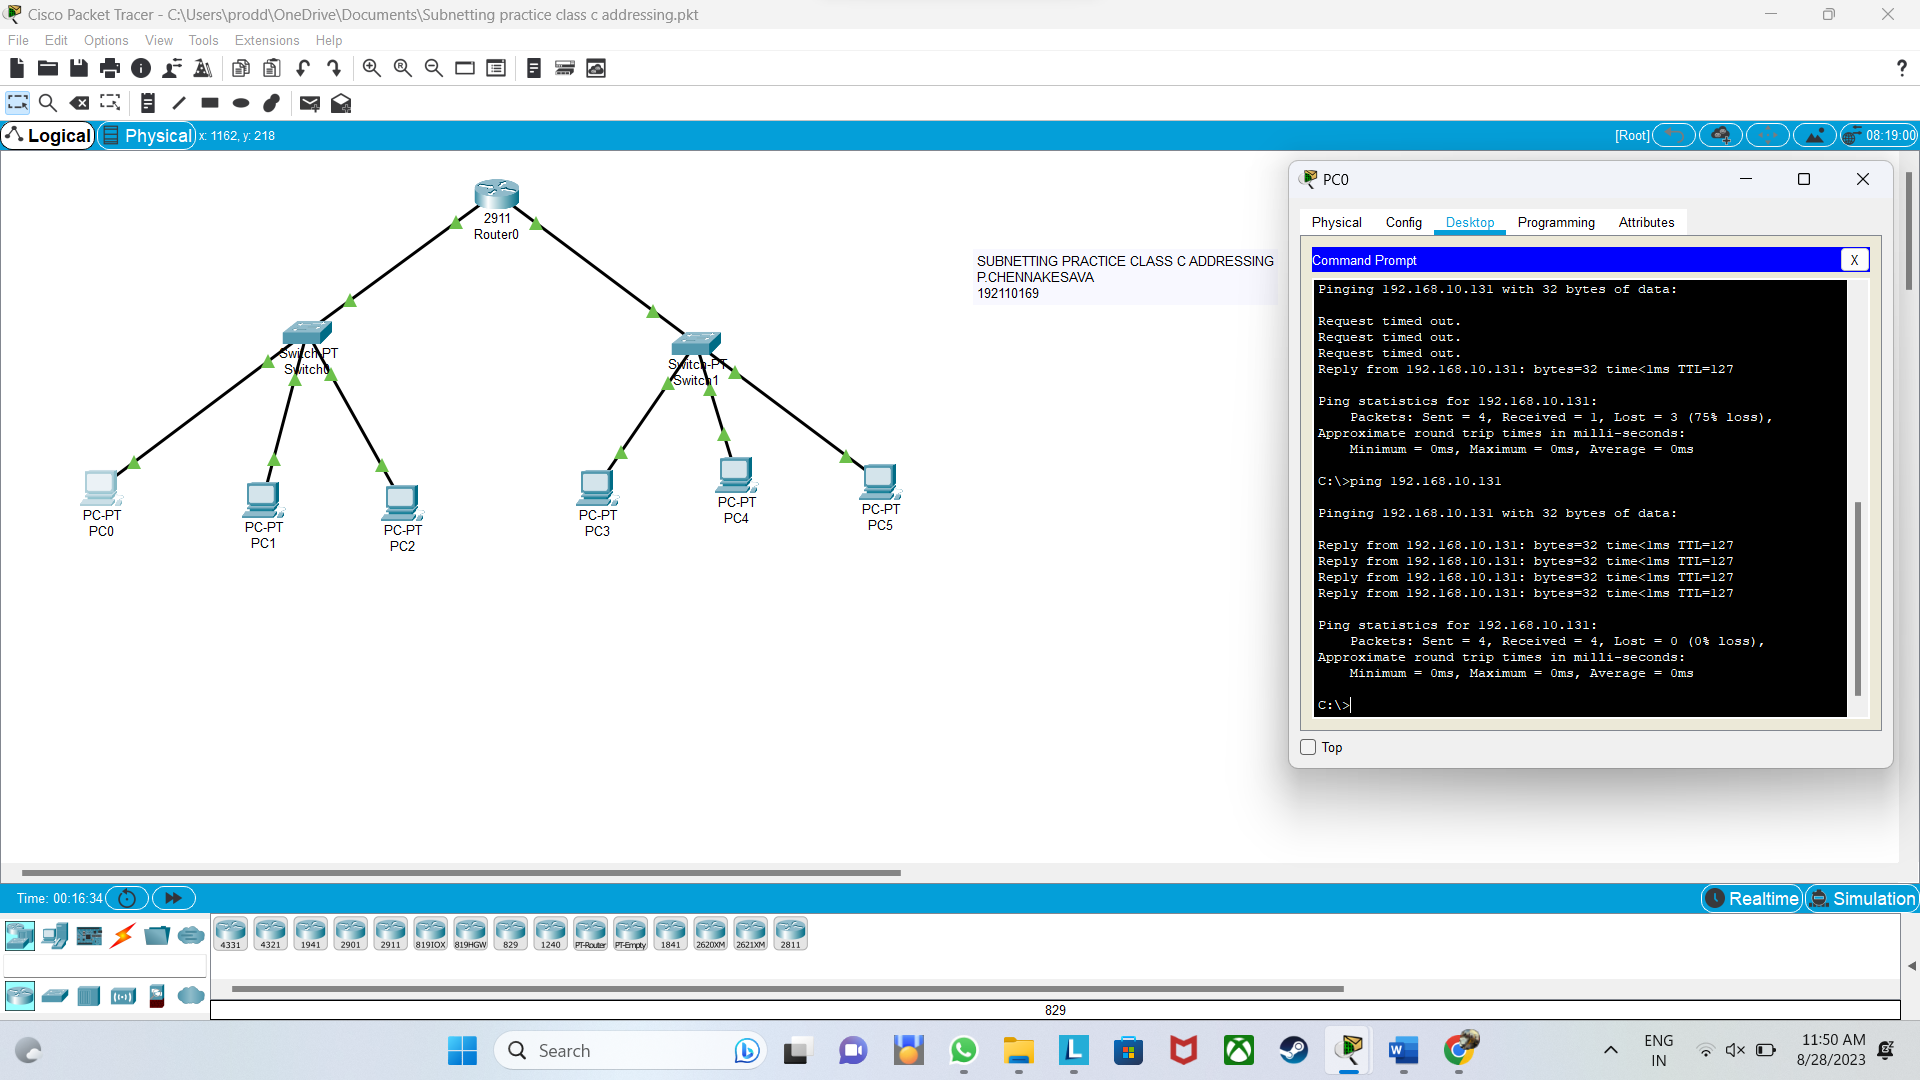 Cisco Packet Tracer - C:\Users\prodd\OneDrive\Documents\Subnetting practice class c addressing.pkt
File Edit Options View Tools Extensions Help
?
Logical Physical x: 1162, y: 218
[Root] 08:19:00
2911
Router0
SUBNETTING PRACTICE CLASS C ADDRESSING
P.CHENNAKESAVA
192110169
Switch-PT
Switch0
Switch-PT
Switch1
PC-PT
PC0
PC-PT
PC1
PC-PT
PC2
PC-PT
PC3
PC-PT
PC4
PC-PT
PC5
PC0
Physical Config Desktop Programming Attributes
Command Prompt X
Pinging 192.168.10.131 with 32 bytes of data:
Request timed out.
Request timed out.
Request timed out.
Reply from 192.168.10.131: bytes=32 time<1ms TTL=127
Ping statistics for 192.168.10.131:
Packets: Sent = 4, Received = 1, Lost = 3 (75% loss),
Approximate round trip times in milli-seconds:
Minimum = 0ms, Maximum = 0ms, Average = 0ms
C:\>ping 192.168.10.131
Pinging 192.168.10.131 with 32 bytes of data:
Reply from 192.168.10.131: bytes=32 time<1ms TTL=127
Reply from 192.168.10.131: bytes=32 time<1ms TTL=127
Reply from 192.168.10.131: bytes=32 time<1ms TTL=127
Reply from 192.168.10.131: bytes=32 time<1ms TTL=127
Ping statistics for 192.168.10.131:
Packets: Sent = 4, Received = 4, Lost = 0 (0% loss),
Approximate round trip times in milli-seconds:
Minimum = 0ms, Maximum = 0ms, Average = 0ms
C:\>
Top
Time: 00:16:34
Realtime Simulation
4331 4321 1941 2901 2911 819IOX 819HGW 829 1240 PT-Router PT-Empty 1841 2620XM 2621XM 2811
829
Search
ENG
IN
11:50 AM
8/28/2023